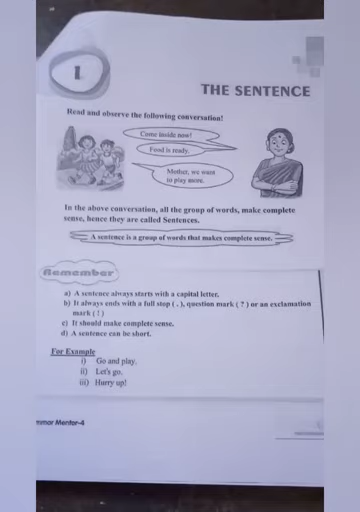 1.
THE SENTENCE
Read and observe the following conversation!
Come inside now!
Food is ready.
Mother, we want
to play more.
In the above conversation, all the group of words, make complete
sense, hence they are called Sentences.
A sentence is a group of words that makes complete sense.
Remember
a) A sentence always starts with a capital letter.
b) It always ends with a full stop ( . ), question mark ( ? ) or an exclamation
mark ( ! )
c) It should make complete sense.
d) A sentence can be short.
For Example
i) Go and play.
ii) Let's go.
iii) Hurry up!
mmar Mentor-4